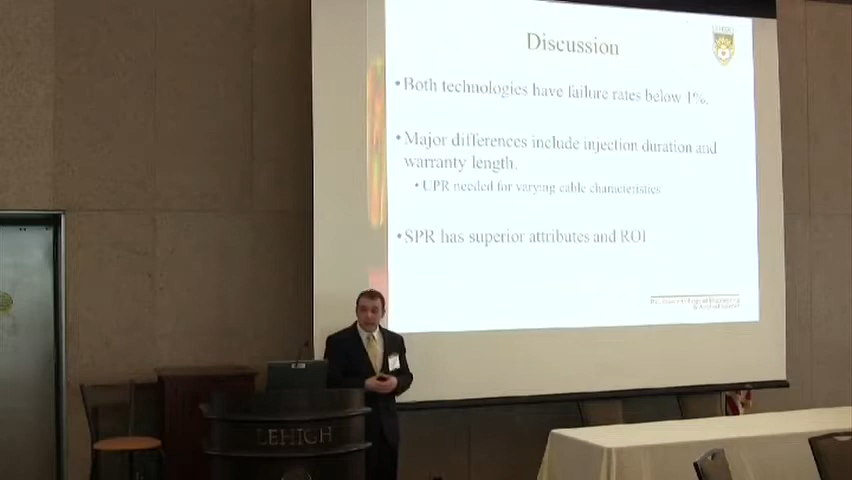 Discussion
•Both technologies have failure rates below 1%.
•Major differences include injection duration and
warranty length.
•UPR needed for varying cable characteristics
•SPR has superior attributes and ROI
LEHIGH